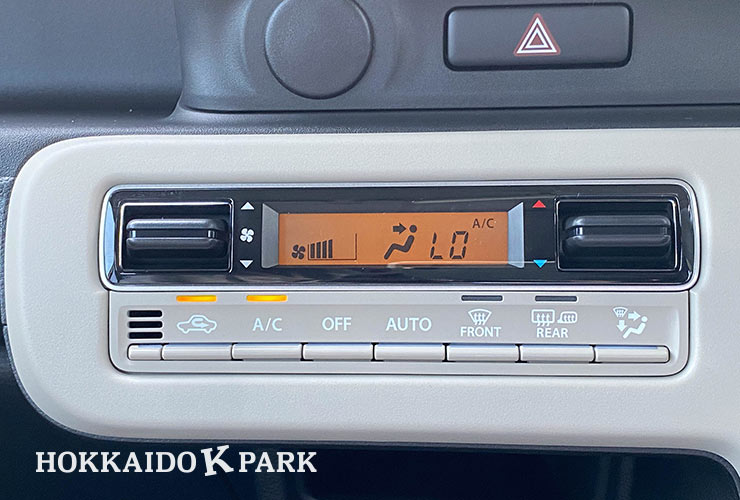 A/C
LO
A/C
OFF
AUTO
FRONT
REAR
HOKKAIDO K PARK